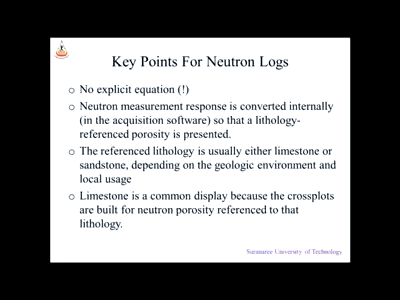 Key Points For Neutron Logs
o No explicit equation (!)
o Neutron measurement response is converted internally
(in the acquisition software) so that a lithology-
referenced porosity is presented.
o The referenced lithology is usually either limestone or
sandstone, depending on the geologic environment and
local usage
o Limestone is a common display because the crossplots
are built for neutron porosity referenced to that
lithology.
Suranaree University of Technology